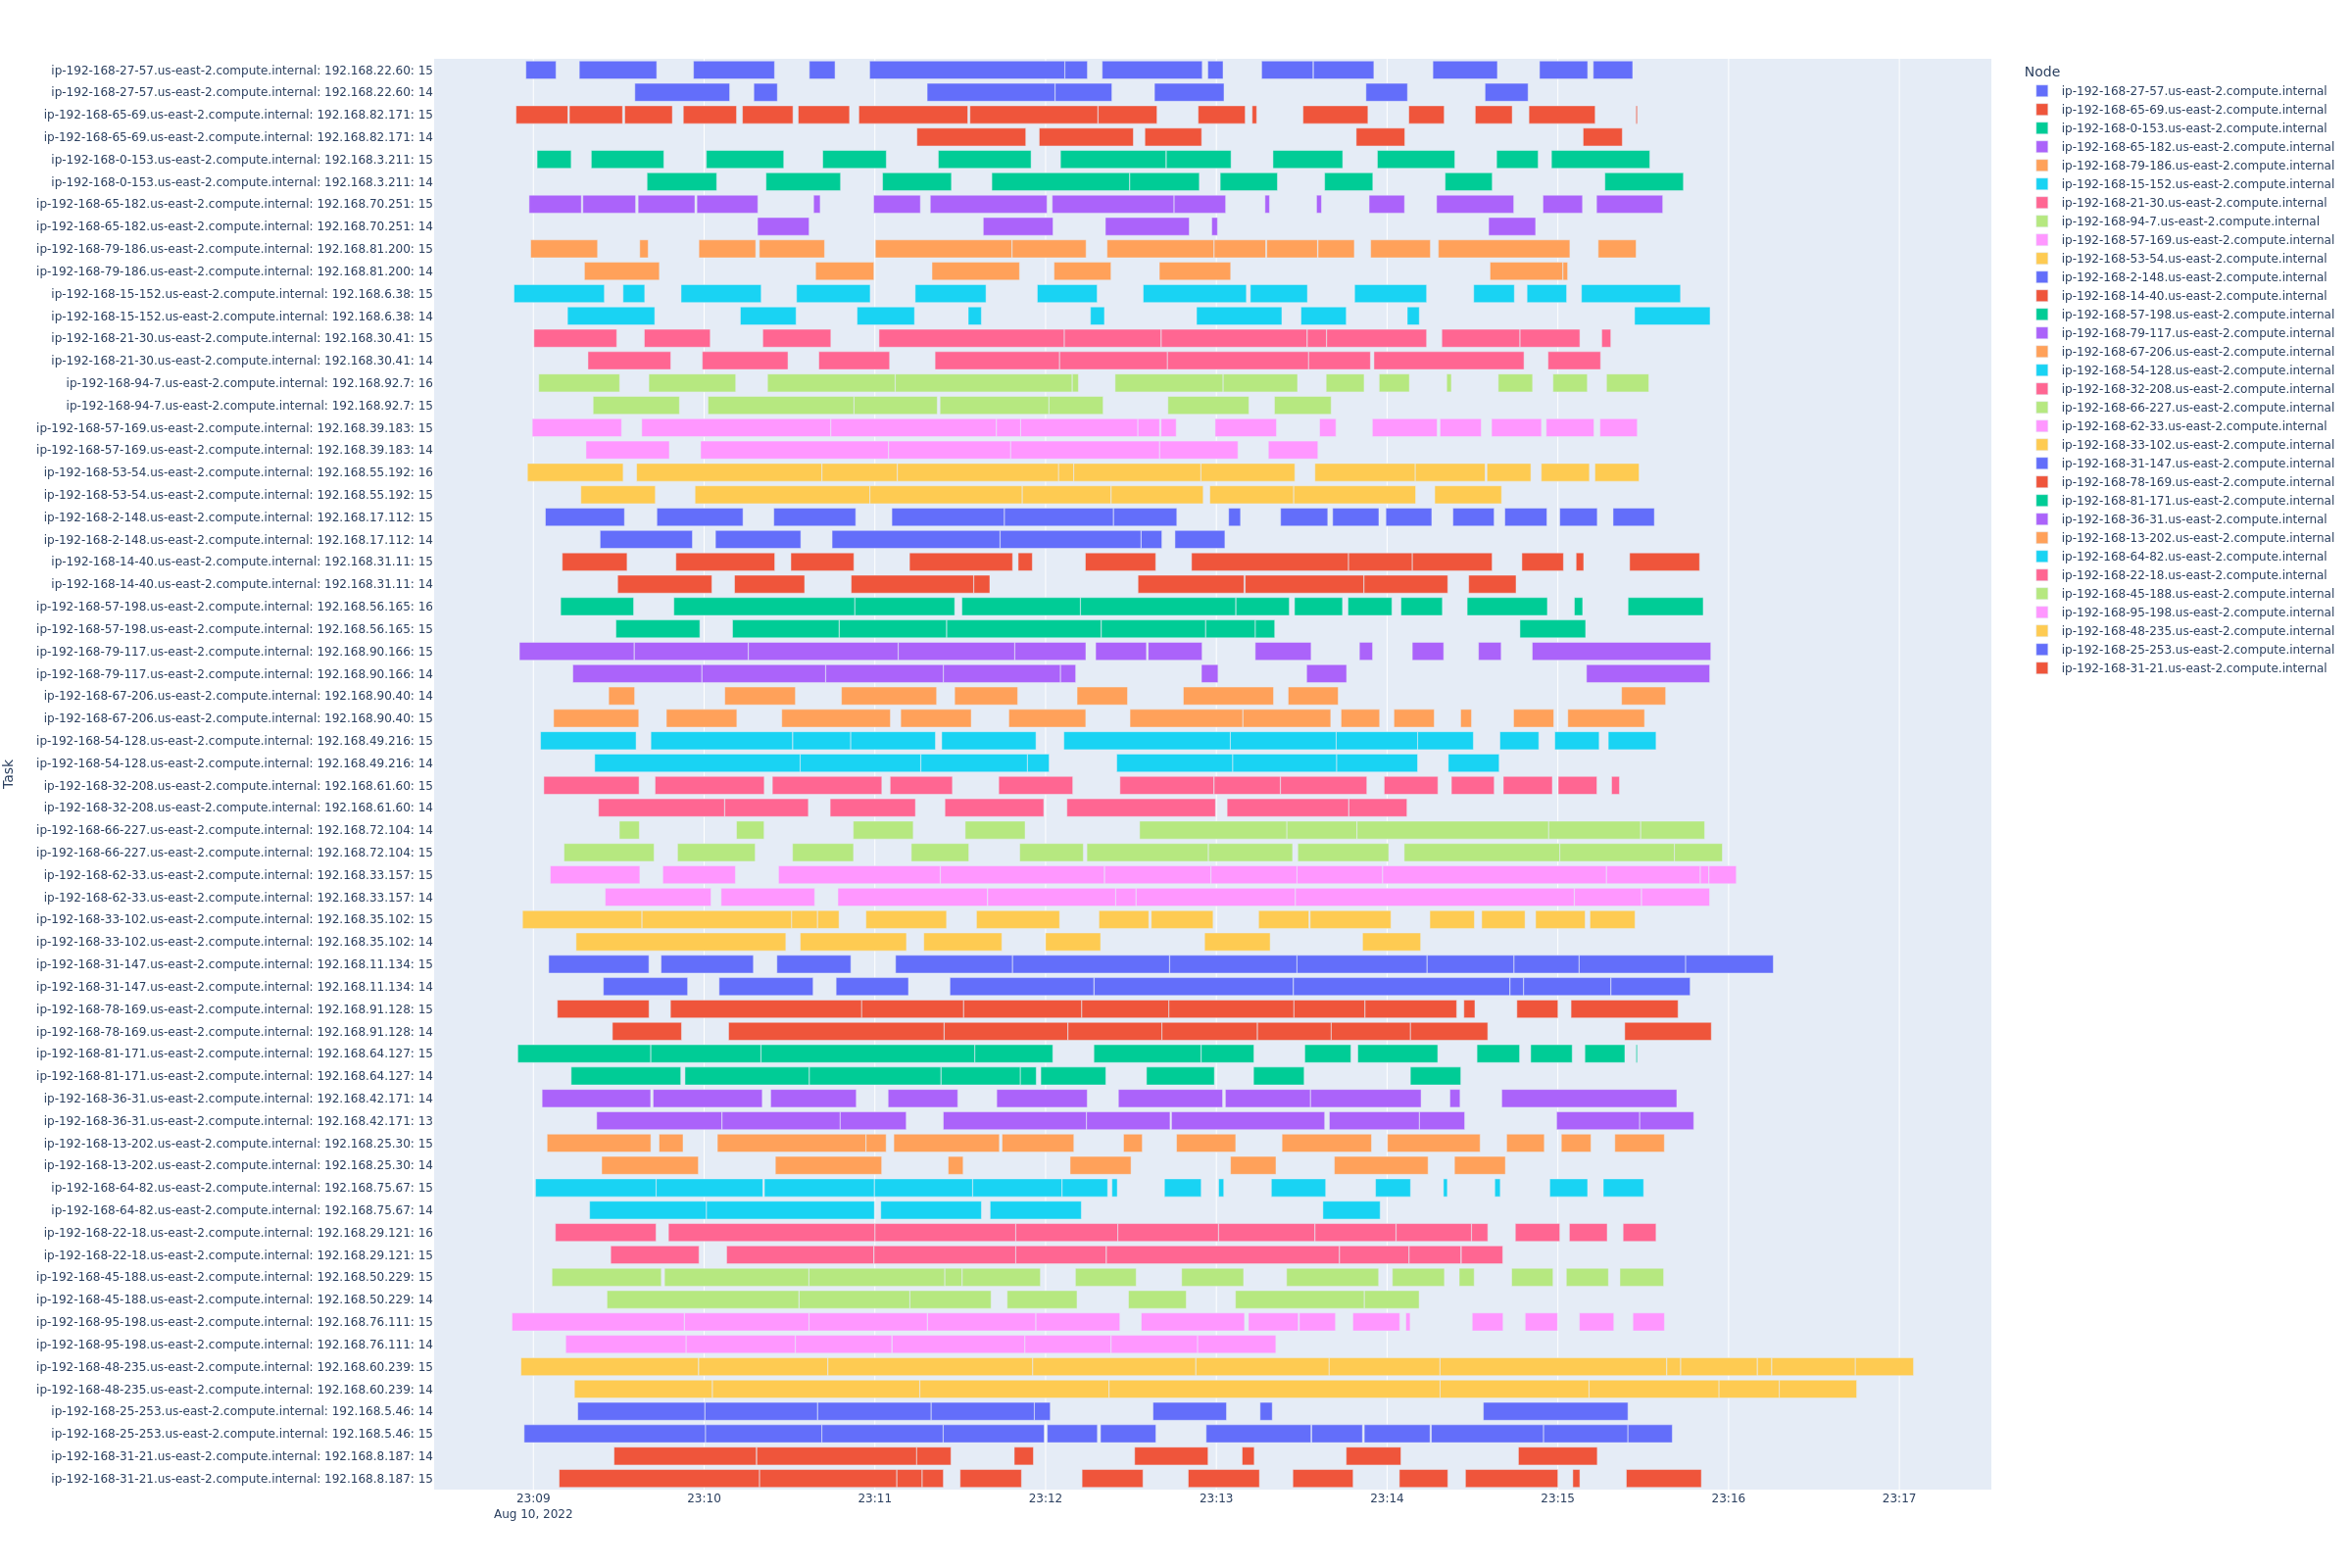 ip-192-168-27-57.us-east-2.compute.internal: 192.168.22.60: 15
ip-192-168-27-57.us-east-2.compute.internal: 192.168.22.60: 14
ip-192-168-65-69.us-east-2.compute.internal: 192.168.82.171: 15
ip-192-168-65-69.us-east-2.compute.internal: 192.168.82.171: 14
ip-192-168-0-153.us-east-2.compute.internal: 192.168.3.211: 15
ip-192-168-0-153.us-east-2.compute.internal: 192.168.3.211: 14
ip-192-168-65-182.us-east-2.compute.internal: 192.168.70.251: 15
ip-192-168-65-182.us-east-2.compute.internal: 192.168.70.251: 14
ip-192-168-79-186.us-east-2.compute.internal: 192.168.81.200: 15
ip-192-168-79-186.us-east-2.compute.internal: 192.168.81.200: 14
ip-192-168-15-152.us-east-2.compute.internal: 192.168.6.38: 15
ip-192-168-15-152.us-east-2.compute.internal: 192.168.6.38: 14
ip-192-168-21-30.us-east-2.compute.internal: 192.168.30.41: 15
ip-192-168-21-30.us-east-2.compute.internal: 192.168.30.41: 14
ip-192-168-94-7.us-east-2.compute.internal: 192.168.92.7: 16
ip-192-168-94-7.us-east-2.compute.internal: 192.168.92.7: 15
ip-192-168-57-169.us-east-2.compute.internal: 192.168.39.183: 15
ip-192-168-57-169.us-east-2.compute.internal: 192.168.39.183: 14
ip-192-168-53-54.us-east-2.compute.internal: 192.168.55.192: 16
ip-192-168-53-54.us-east-2.compute.internal: 192.168.55.192: 15
ip-192-168-2-148.us-east-2.compute.internal: 192.168.17.112: 15
ip-192-168-2-148.us-east-2.compute.internal: 192.168.17.112: 14
ip-192-168-14-40.us-east-2.compute.internal: 192.168.31.11: 15
ip-192-168-14-40.us-east-2.compute.internal: 192.168.31.11: 14
ip-192-168-57-198.us-east-2.compute.internal: 192.168.56.165: 16
ip-192-168-57-198.us-east-2.compute.internal: 192.168.56.165: 15
ip-192-168-79-117.us-east-2.compute.internal: 192.168.90.166: 15
ip-192-168-79-117.us-east-2.compute.internal: 192.168.90.166: 14
ip-192-168-67-206.us-east-2.compute.internal: 192.168.90.40: 14
ip-192-168-67-206.us-east-2.compute.internal: 192.168.90.40: 15
ip-192-168-54-128.us-east-2.compute.internal: 192.168.49.216: 15
ip-192-168-54-128.us-east-2.compute.internal: 192.168.49.216: 14
ip-192-168-32-208.us-east-2.compute.internal: 192.168.61.60: 15
ip-192-168-32-208.us-east-2.compute.internal: 192.168.61.60: 14
ip-192-168-66-227.us-east-2.compute.internal: 192.168.72.104: 14
ip-192-168-66-227.us-east-2.compute.internal: 192.168.72.104: 15
ip-192-168-62-33.us-east-2.compute.internal: 192.168.33.157: 15
ip-192-168-62-33.us-east-2.compute.internal: 192.168.33.157: 14
ip-192-168-33-102.us-east-2.compute.internal: 192.168.35.102: 15
ip-192-168-33-102.us-east-2.compute.internal: 192.168.35.102: 14
ip-192-168-31-147.us-east-2.compute.internal: 192.168.11.134: 15
ip-192-168-31-147.us-east-2.compute.internal: 192.168.11.134: 14
ip-192-168-78-169.us-east-2.compute.internal: 192.168.91.128: 15
ip-192-168-78-169.us-east-2.compute.internal: 192.168.91.128: 14
ip-192-168-81-171.us-east-2.compute.internal: 192.168.64.127: 15
ip-192-168-81-171.us-east-2.compute.internal: 192.168.64.127: 14
ip-192-168-36-31.us-east-2.compute.internal: 192.168.42.171: 14
ip-192-168-36-31.us-east-2.compute.internal: 192.168.42.171: 13
ip-192-168-13-202.us-east-2.compute.internal: 192.168.25.30: 15
ip-192-168-13-202.us-east-2.compute.internal: 192.168.25.30: 14
ip-192-168-64-82.us-east-2.compute.internal: 192.168.75.67: 15
ip-192-168-64-82.us-east-2.compute.internal: 192.168.75.67: 14
ip-192-168-22-18.us-east-2.compute.internal: 192.168.29.121: 16
ip-192-168-22-18.us-east-2.compute.internal: 192.168.29.121: 15
ip-192-168-45-188.us-east-2.compute.internal: 192.168.50.229: 15
ip-192-168-45-188.us-east-2.compute.internal: 192.168.50.229: 14
ip-192-168-95-198.us-east-2.compute.internal: 192.168.76.111: 15
ip-192-168-95-198.us-east-2.compute.internal: 192.168.76.111: 14
ip-192-168-48-235.us-east-2.compute.internal: 192.168.60.239: 15
ip-192-168-48-235.us-east-2.compute.internal: 192.168.60.239: 14
ip-192-168-25-253.us-east-2.compute.internal: 192.168.5.46: 14
ip-192-168-25-253.us-east-2.compute.internal: 192.168.5.46: 15
ip-192-168-31-21.us-east-2.compute.internal: 192.168.8.187: 14
ip-192-168-31-21.us-east-2.compute.internal: 192.168.8.187: 15
Task
23:09 23:10 23:11 23:12 23:13 23:14 23:15 23:16 23:17
Aug 10, 2022
Node
ip-192-168-27-57.us-east-2.compute.internal
ip-192-168-65-69.us-east-2.compute.internal
ip-192-168-0-153.us-east-2.compute.internal
ip-192-168-65-182.us-east-2.compute.internal
ip-192-168-79-186.us-east-2.compute.internal
ip-192-168-15-152.us-east-2.compute.internal
ip-192-168-21-30.us-east-2.compute.internal
ip-192-168-94-7.us-east-2.compute.internal
ip-192-168-57-169.us-east-2.compute.internal
ip-192-168-53-54.us-east-2.compute.internal
ip-192-168-2-148.us-east-2.compute.internal
ip-192-168-14-40.us-east-2.compute.internal
ip-192-168-57-198.us-east-2.compute.internal
ip-192-168-79-117.us-east-2.compute.internal
ip-192-168-67-206.us-east-2.compute.internal
ip-192-168-54-128.us-east-2.compute.internal
ip-192-168-32-208.us-east-2.compute.internal
ip-192-168-66-227.us-east-2.compute.internal
ip-192-168-62-33.us-east-2.compute.internal
ip-192-168-33-102.us-east-2.compute.internal
ip-192-168-31-147.us-east-2.compute.internal
ip-192-168-78-169.us-east-2.compute.internal
ip-192-168-81-171.us-east-2.compute.internal
ip-192-168-36-31.us-east-2.compute.internal
ip-192-168-13-202.us-east-2.compute.internal
ip-192-168-64-82.us-east-2.compute.internal
ip-192-168-22-18.us-east-2.compute.internal
ip-192-168-45-188.us-east-2.compute.internal
ip-192-168-95-198.us-east-2.compute.internal
ip-192-168-48-235.us-east-2.compute.internal
ip-192-168-25-253.us-east-2.compute.internal
ip-192-168-31-21.us-east-2.compute.internal